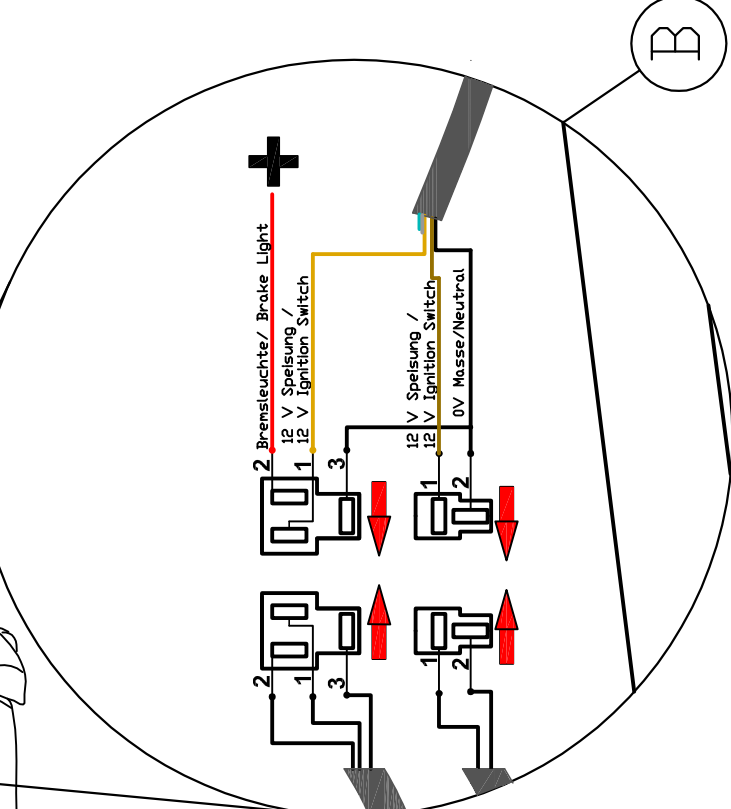 B
Bremsleuchte/ Brake Light
12 V Speisung /
12 V Ignition Switch
12 V Speisung /
12 V Ignition Switch
0V Masse/Neutral
2
1
3
1
2
2
1
3
1
2